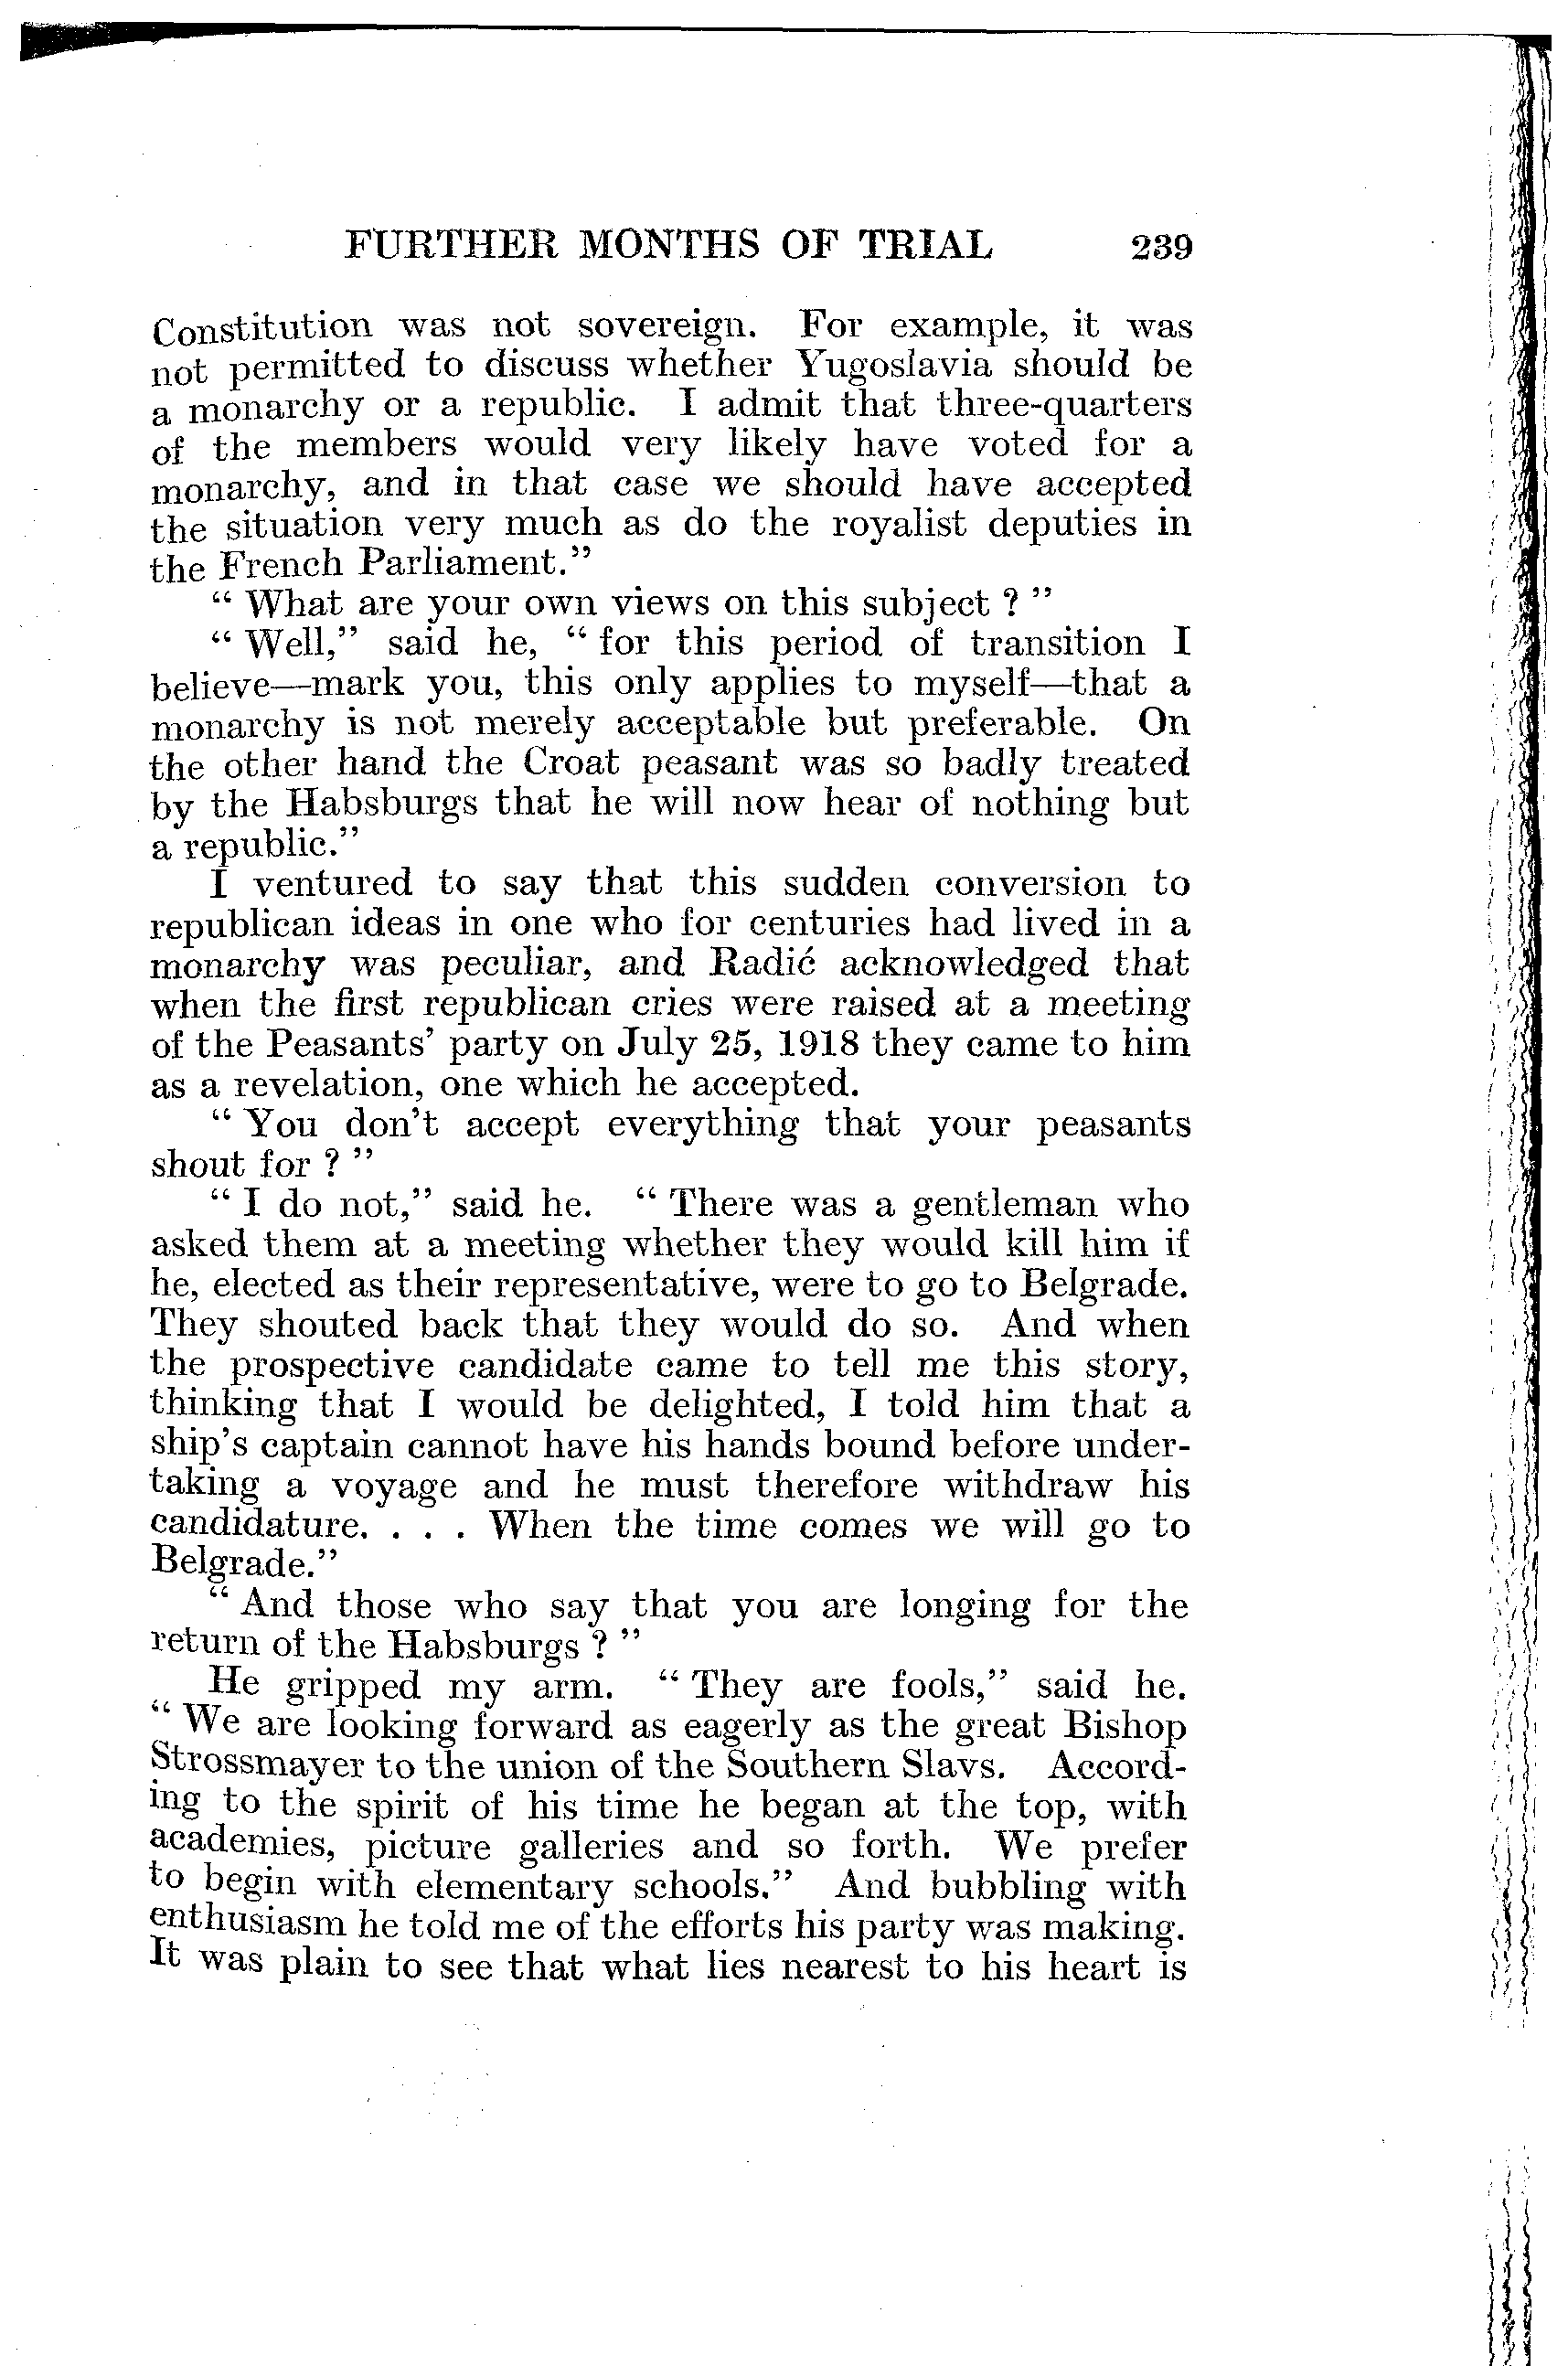 FURTHER MONTHS OF TRIAL 239
Constitution was not sovereign. For example, it was
not permitted to discuss whether Yugoslavia should be
a monarchy or a republic. I admit that three-quarters
of the members would very likely have voted for a
monarchy, and in that case we should have accepted
the situation very much as do the royalist deputies in
the French Parliament."
" What are your own views on this subject ? "
" Well," said he, " for this period of transition I
believe—mark you, this only applies to myself—that a
monarchy is not merely acceptable but preferable. On
the other hand the Croat peasant was so badly treated
by the Habsburgs that he will now hear of nothing but
a republic."
I ventured to say that this sudden conversion to
republican ideas in one who for centuries had lived in a
monarchy was peculiar, and Radić acknowledged that
when the first republican cries were raised at a meeting
of the Peasants' party on July 25, 1918 they came to him
as a revelation, one which he accepted.
" You don't accept everything that your peasants
shout for ? "
" I do not," said he. " There was a gentleman who
asked them at a meeting whether they would kill him if
he, elected as their representative, were to go to Belgrade.
They shouted back that they would do so. And when
the prospective candidate came to tell me this story,
thinking that I would be delighted, I told him that a
ship's captain cannot have his hands bound before under-
taking a voyage and he must therefore withdraw his
candidature. . . . When the time comes we will go to
Belgrade."
" And those who say that you are longing for the
return of the Habsburgs ? "
He gripped my arm. " They are fools," said he.
" We are looking forward as eagerly as the great Bishop
Strossmayer to the union of the Southern Slavs. Accord-
ing to the spirit of his time he began at the top, with
academies, picture galleries and so forth. We prefer
to begin with elementary schools." And bubbling with
enthusiasm he told me of the efforts his party was making.
It was plain to see that what lies nearest to his heart is